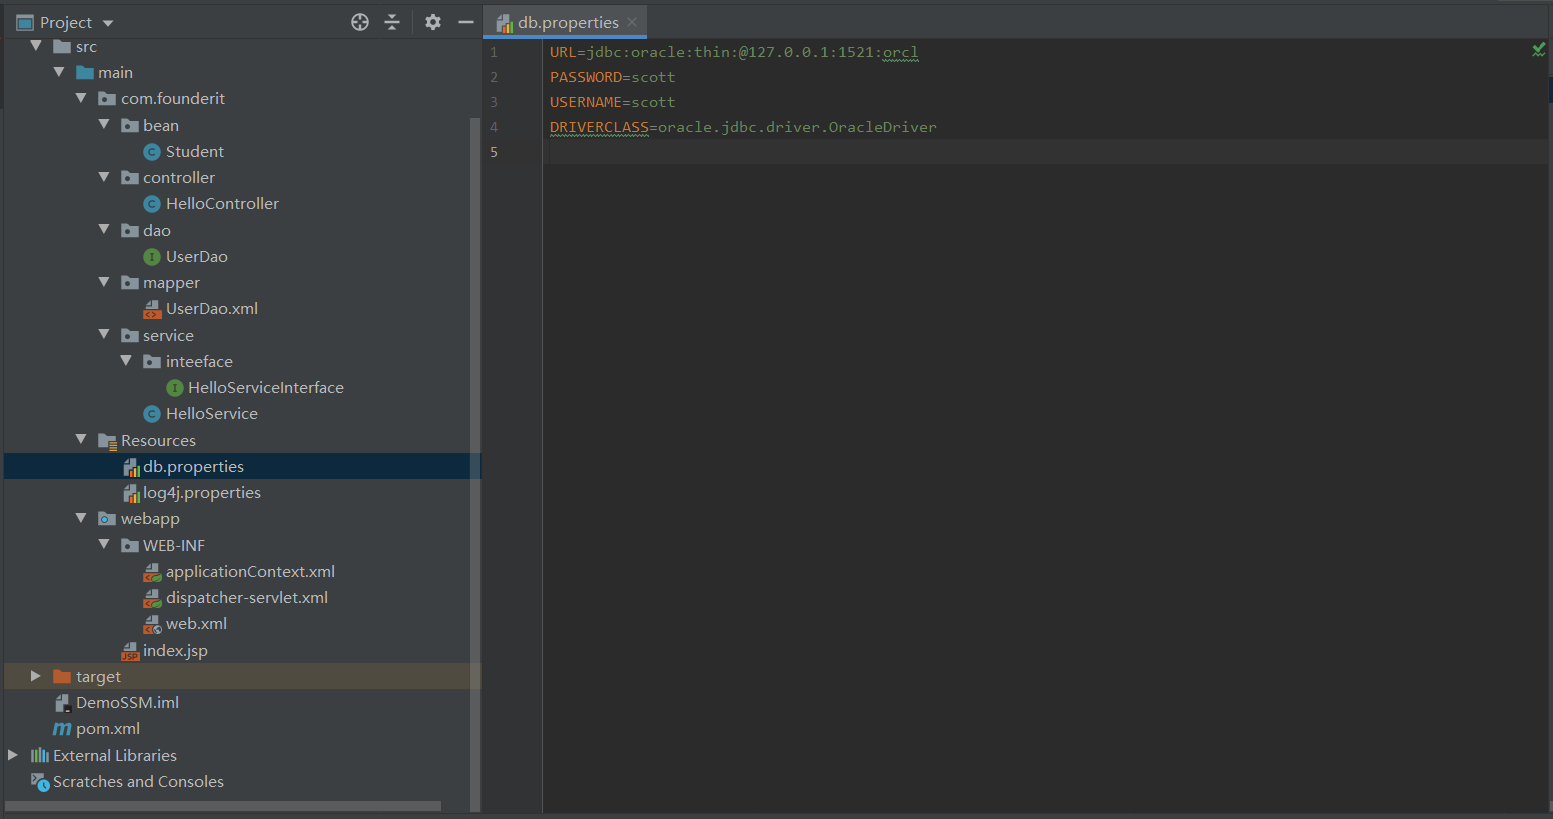 Project
src
main
com.founderit
bean
Student
controller
HelloController
dao
UserDao
mapper
UserDao.xml
service
inteeface
HelloServiceInterface
HelloService
Resources
db.properties
log4j.properties
webapp
WEB-INF
applicationContext.xml
dispatcher-servlet.xml
web.xml
index.jsp
target
DemoSSM.iml
pom.xml
External Libraries
Scratches and Consoles
db.properties
1 URL=jdbc:oracle:thin:@127.0.0.1:1521:orcl
2 PASSWORD=scott
3 USERNAME=scott
4 DRIVERCLASS=oracle.jdbc.driver.OracleDriver
5